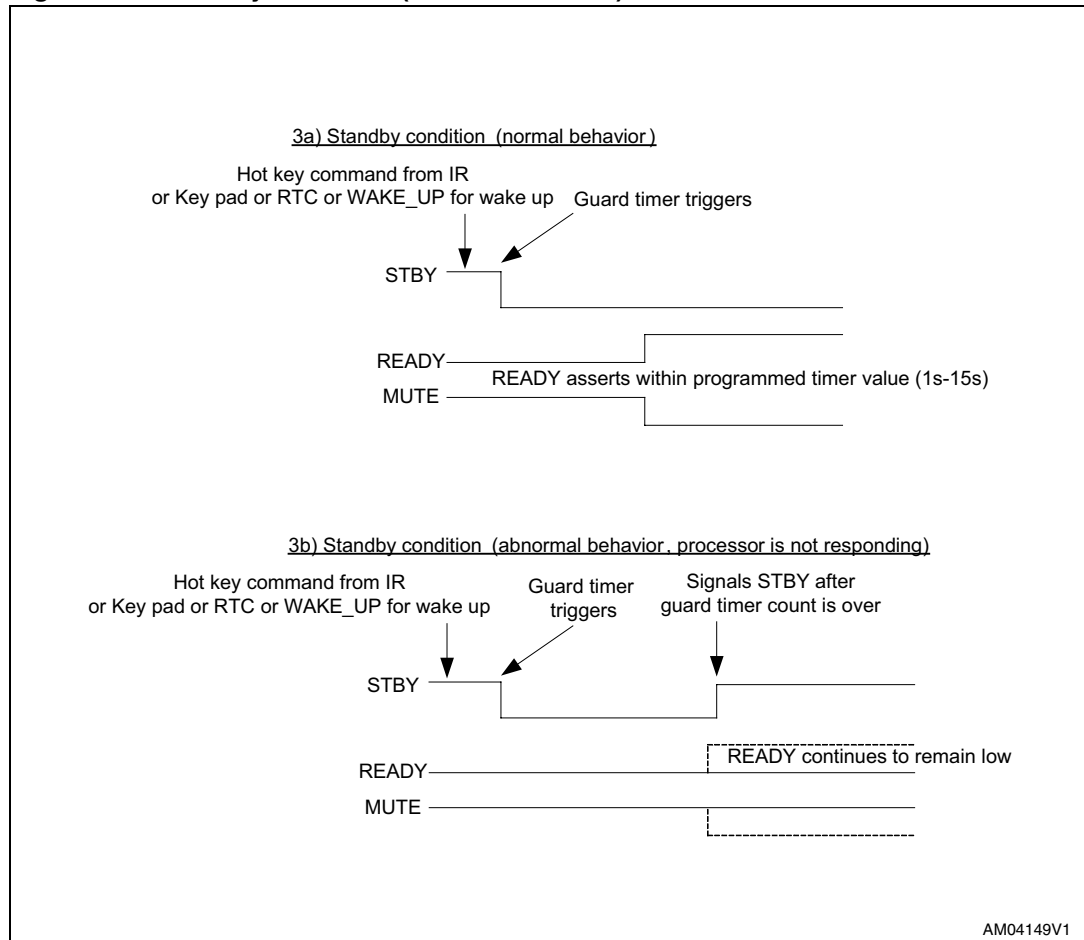 3a) Standby condition (normal behavior)
Hot key command from IR
or Key pad or RTC or WAKE_UP for wake up
Guard timer triggers
STBY
READY
READY asserts within programmed timer value (1s-15s)
MUTE
3b) Standby condition (abnormal behavior, processor is not responding)
Hot key command from IR
or Key pad or RTC or WAKE_UP for wake up
Guard timer
triggers
Signals STBY after
guard timer count is over
STBY
READY continues to remain low
READY
MUTE
AM04149V1